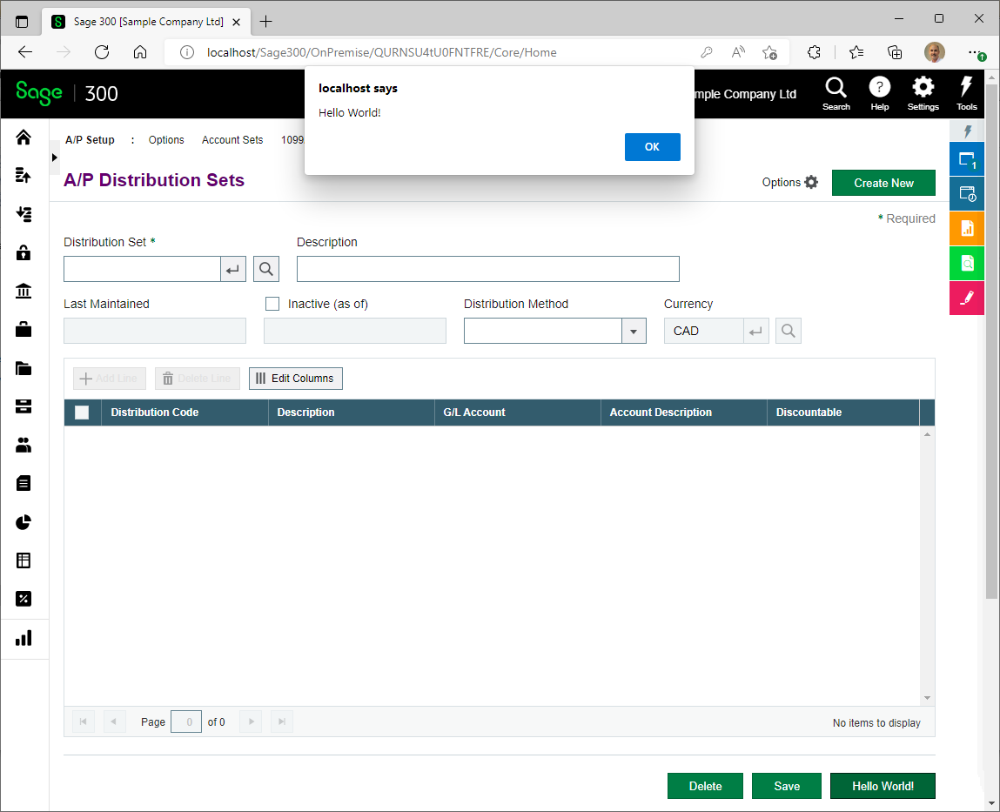 Sage 300 [Sample Company Ltd]
localhost/Sage300/OnPremise/QURNSU4tU0FNTFRE/Core/Home
localhost says
Hello World!
OK
Sage 300
mple Company Ltd
Search
Help
Settings
Tools
A/P Setup : Options Account Sets 1099
A/P Distribution Sets
Options
Create New
1
* Required
Distribution Set *
Description
Last Maintained
Inactive (as of)
Distribution Method
Currency
CAD
Add Line
Delete Line
Edit Columns
Distribution Code
Description
G/L Account
Account Description
Discountable
Page 0 of 0
No items to display
Delete
Save
Hello World!